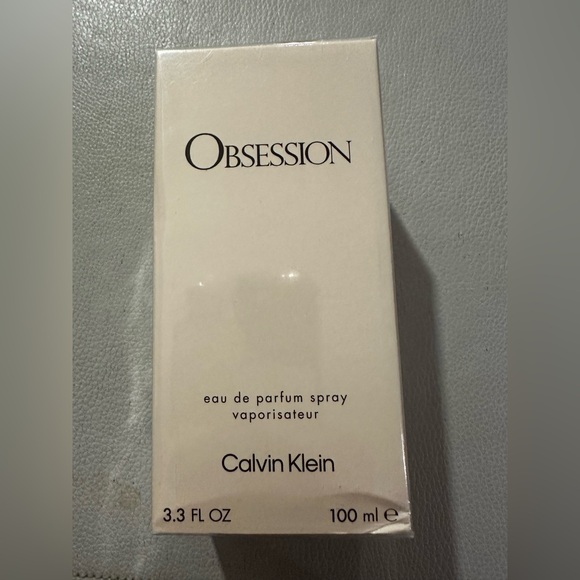 OBSESSION
eau de parfum spray
vaporisateur
Calvin Klein
3.3 FL OZ 100 ml ℮